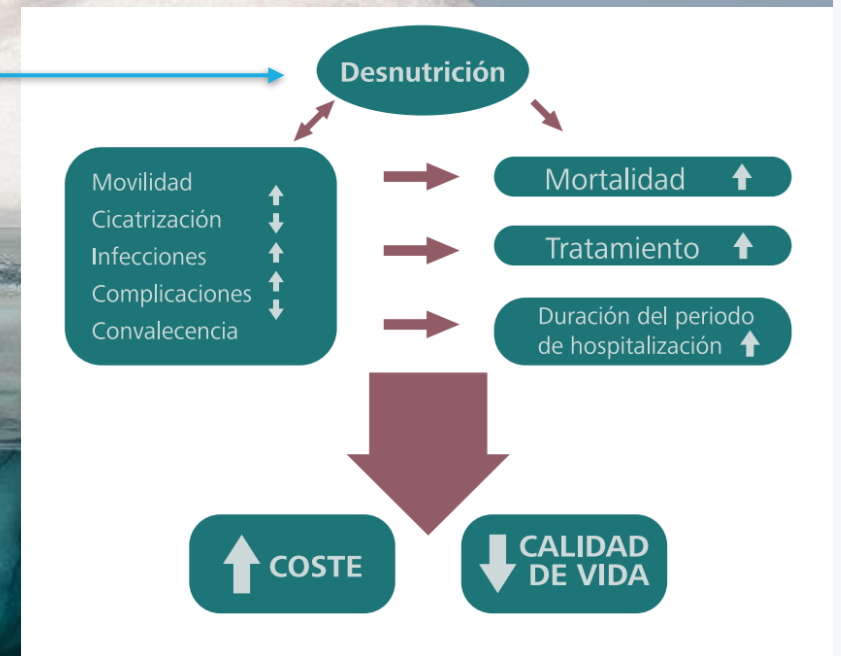 Desnutrición
Movilidad
Cicatrización
Infecciones
Complicaciones
Convalecencia
Mortalidad
Tratamiento
Duración del periodo
de hospitalización
COSTE
CALIDAD
DE VIDA